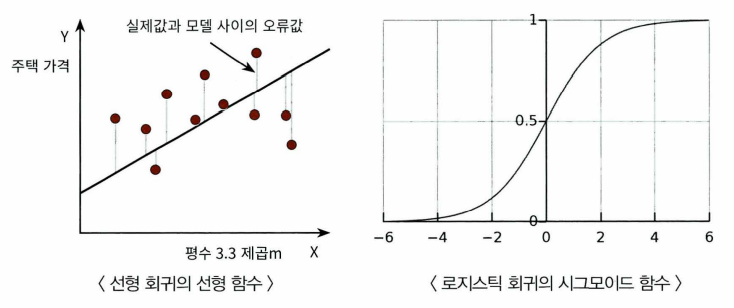 실제값과 모델 사이의 오류값
Y
주택 가격
평수 3.3 제곱m X
〈 선형 회귀의 선형 함수 〉
1
0.5
0
−6 −4 −2 0 2 4 6
〈 로지스틱 회귀의 시그모이드 함수 〉